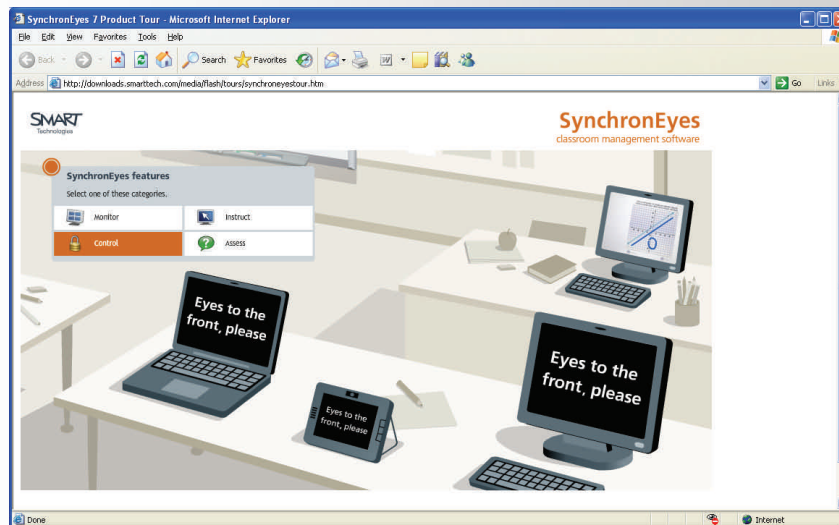 SynchronEyes 7 Product Tour - Microsoft Internet Explorer
File Edit View Favorites Tools Help
Back Search Favorites
Address http://downloads.smarttech.com/media/flash/tours/synchroneyestour.htm Go Links
SMART
Technologies
SynchronEyes
classroom management software
SynchronEyes features
Select one of these categories.
Monitor Instruct
Control Assess
Eyes to the
front, please
Eyes to the
front, please
Eyes to the
front, please
Done Internet